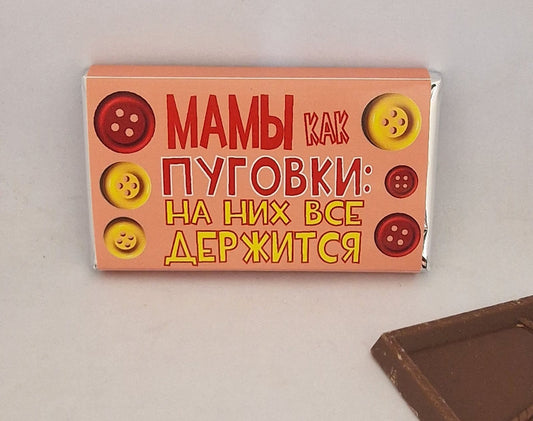 МАМЫ КАК
ПУГОВКИ:
НА НИХ ВСЕ
ДЕРЖИТСЯ